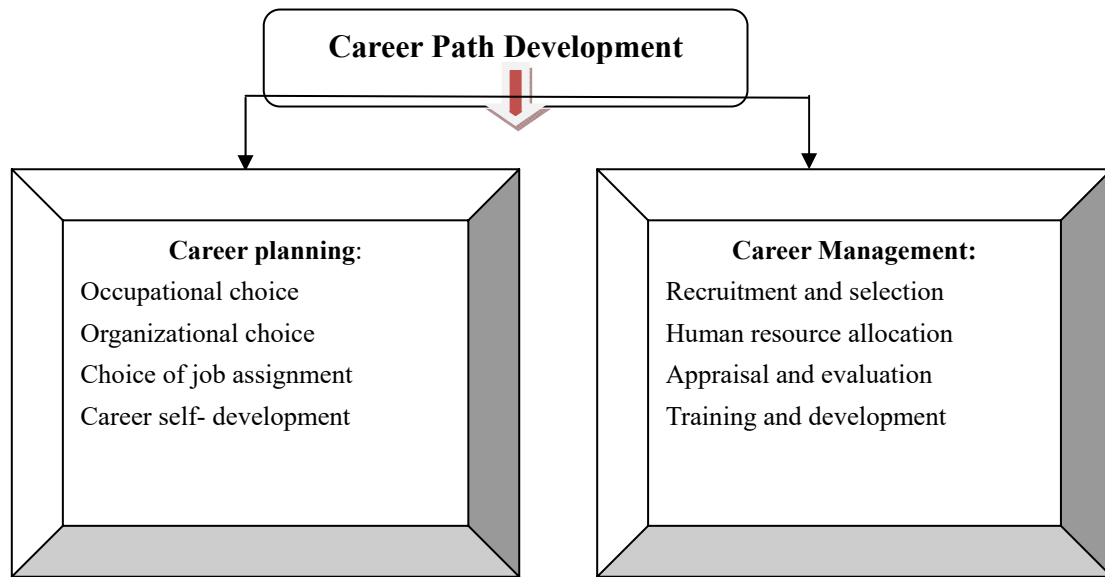 Career Path Development
Career planning:
Occupational choice
Organizational choice
Choice of job assignment
Career self- development
Career Management:
Recruitment and selection
Human resource allocation
Appraisal and evaluation
Training and development